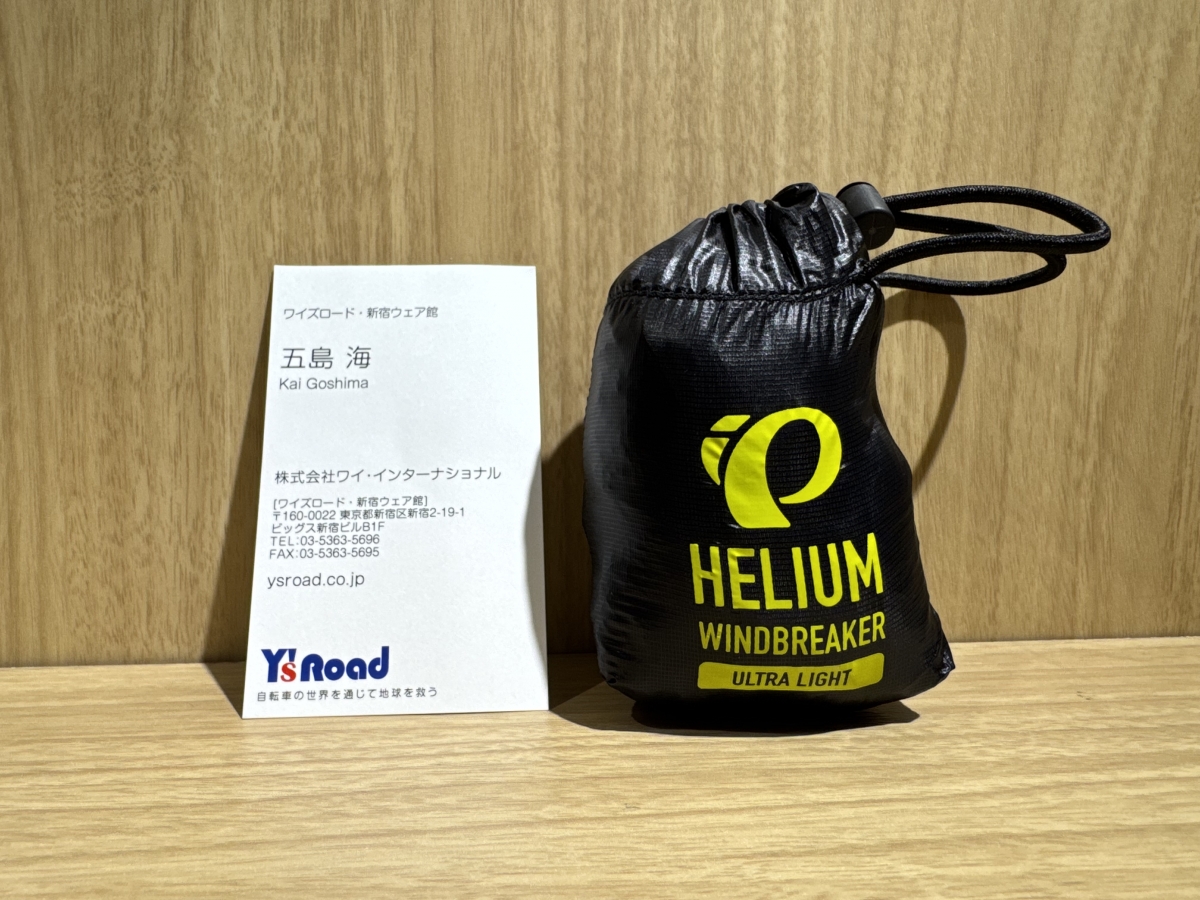 ワイズロード・新宿ウェア館
五島 海
Kai Goshima
株式会社ワイ・インターナショナル
[ワイズロード・新宿ウェア館]
〒160-0022 東京都新宿区新宿2-19-1
ビッグス新宿ビルB1F
TEL:03-5363-5696
FAX:03-5363-5695
ysroad.co.jp
Y'sRoad
自転車の世界を通じて地球を救う
HELIUM
WINDBREAKER
ULTRA LIGHT